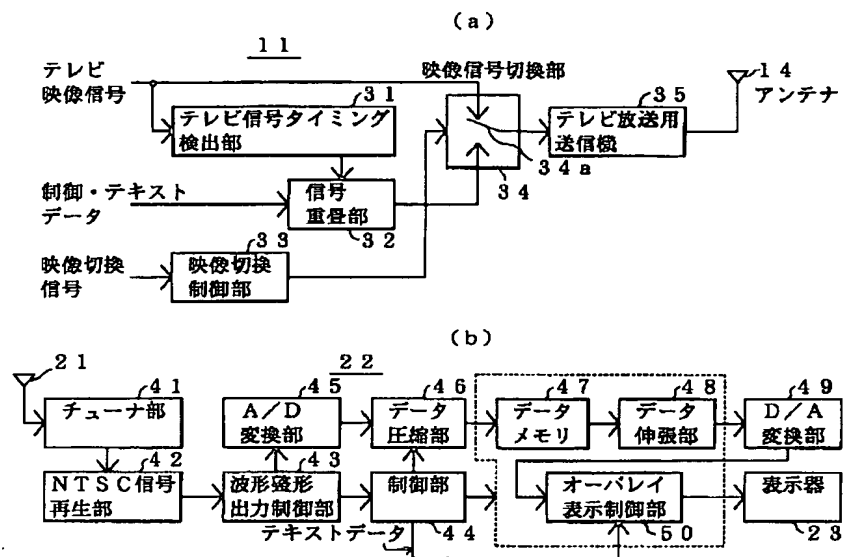 (a)
11
テレビ
映像信号
映像信号切換部
14
アンテナ
31
テレビ信号タイミング
検出部
35
テレビ放送用
送信機
34a
34
制御・テキスト
データ
信号
重畳部
32
33
映像切換
信号
映像切換
制御部
(b)
21
22
41
チューナ部
45
A/D
変換部
46
データ
圧縮部
47
データ
メモリ
48
データ
伸張部
49
D/A
変換部
42
NTSC信号
再生部
43
波形整形
出力制御部
制御部
44
オーバレイ
表示制御部
50
表示器
23
テキストデータ